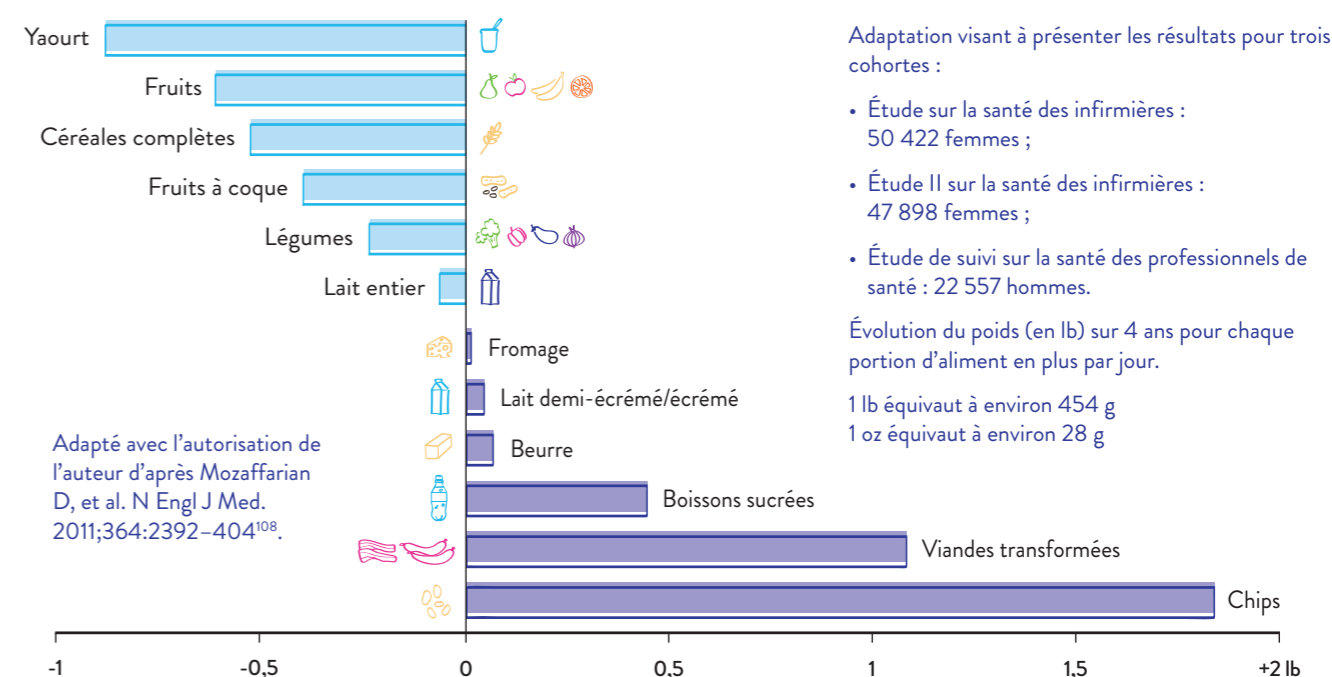 Yaourt
Fruits
Céréales complètes
Fruits à coque
Légumes
Lait entier
Fromage
Lait demi-écrémé/écrémé
Beurre
Boissons sucrées
Viandes transformées
Chips
-1
-0,5
0
0,5
1
1,5
+2 lb
Adaptation visant à présenter les résultats pour trois
cohortes :
• Étude sur la santé des infirmières :
50 422 femmes ;
• Étude II sur la santé des infirmières :
47 898 femmes ;
• Étude de suivi sur la santé des professionnels de
santé : 22 557 hommes.
Évolution du poids (en lb) sur 4 ans pour chaque
portion d'aliment en plus par jour.
1 lb équivaut à environ 454 g
1 oz équivaut à environ 28 g
Adapté avec l'autorisation de
l'auteur d'après Mozaffarian
D, et al. N Engl J Med.
2011;364:2392–404¹⁰⁸.